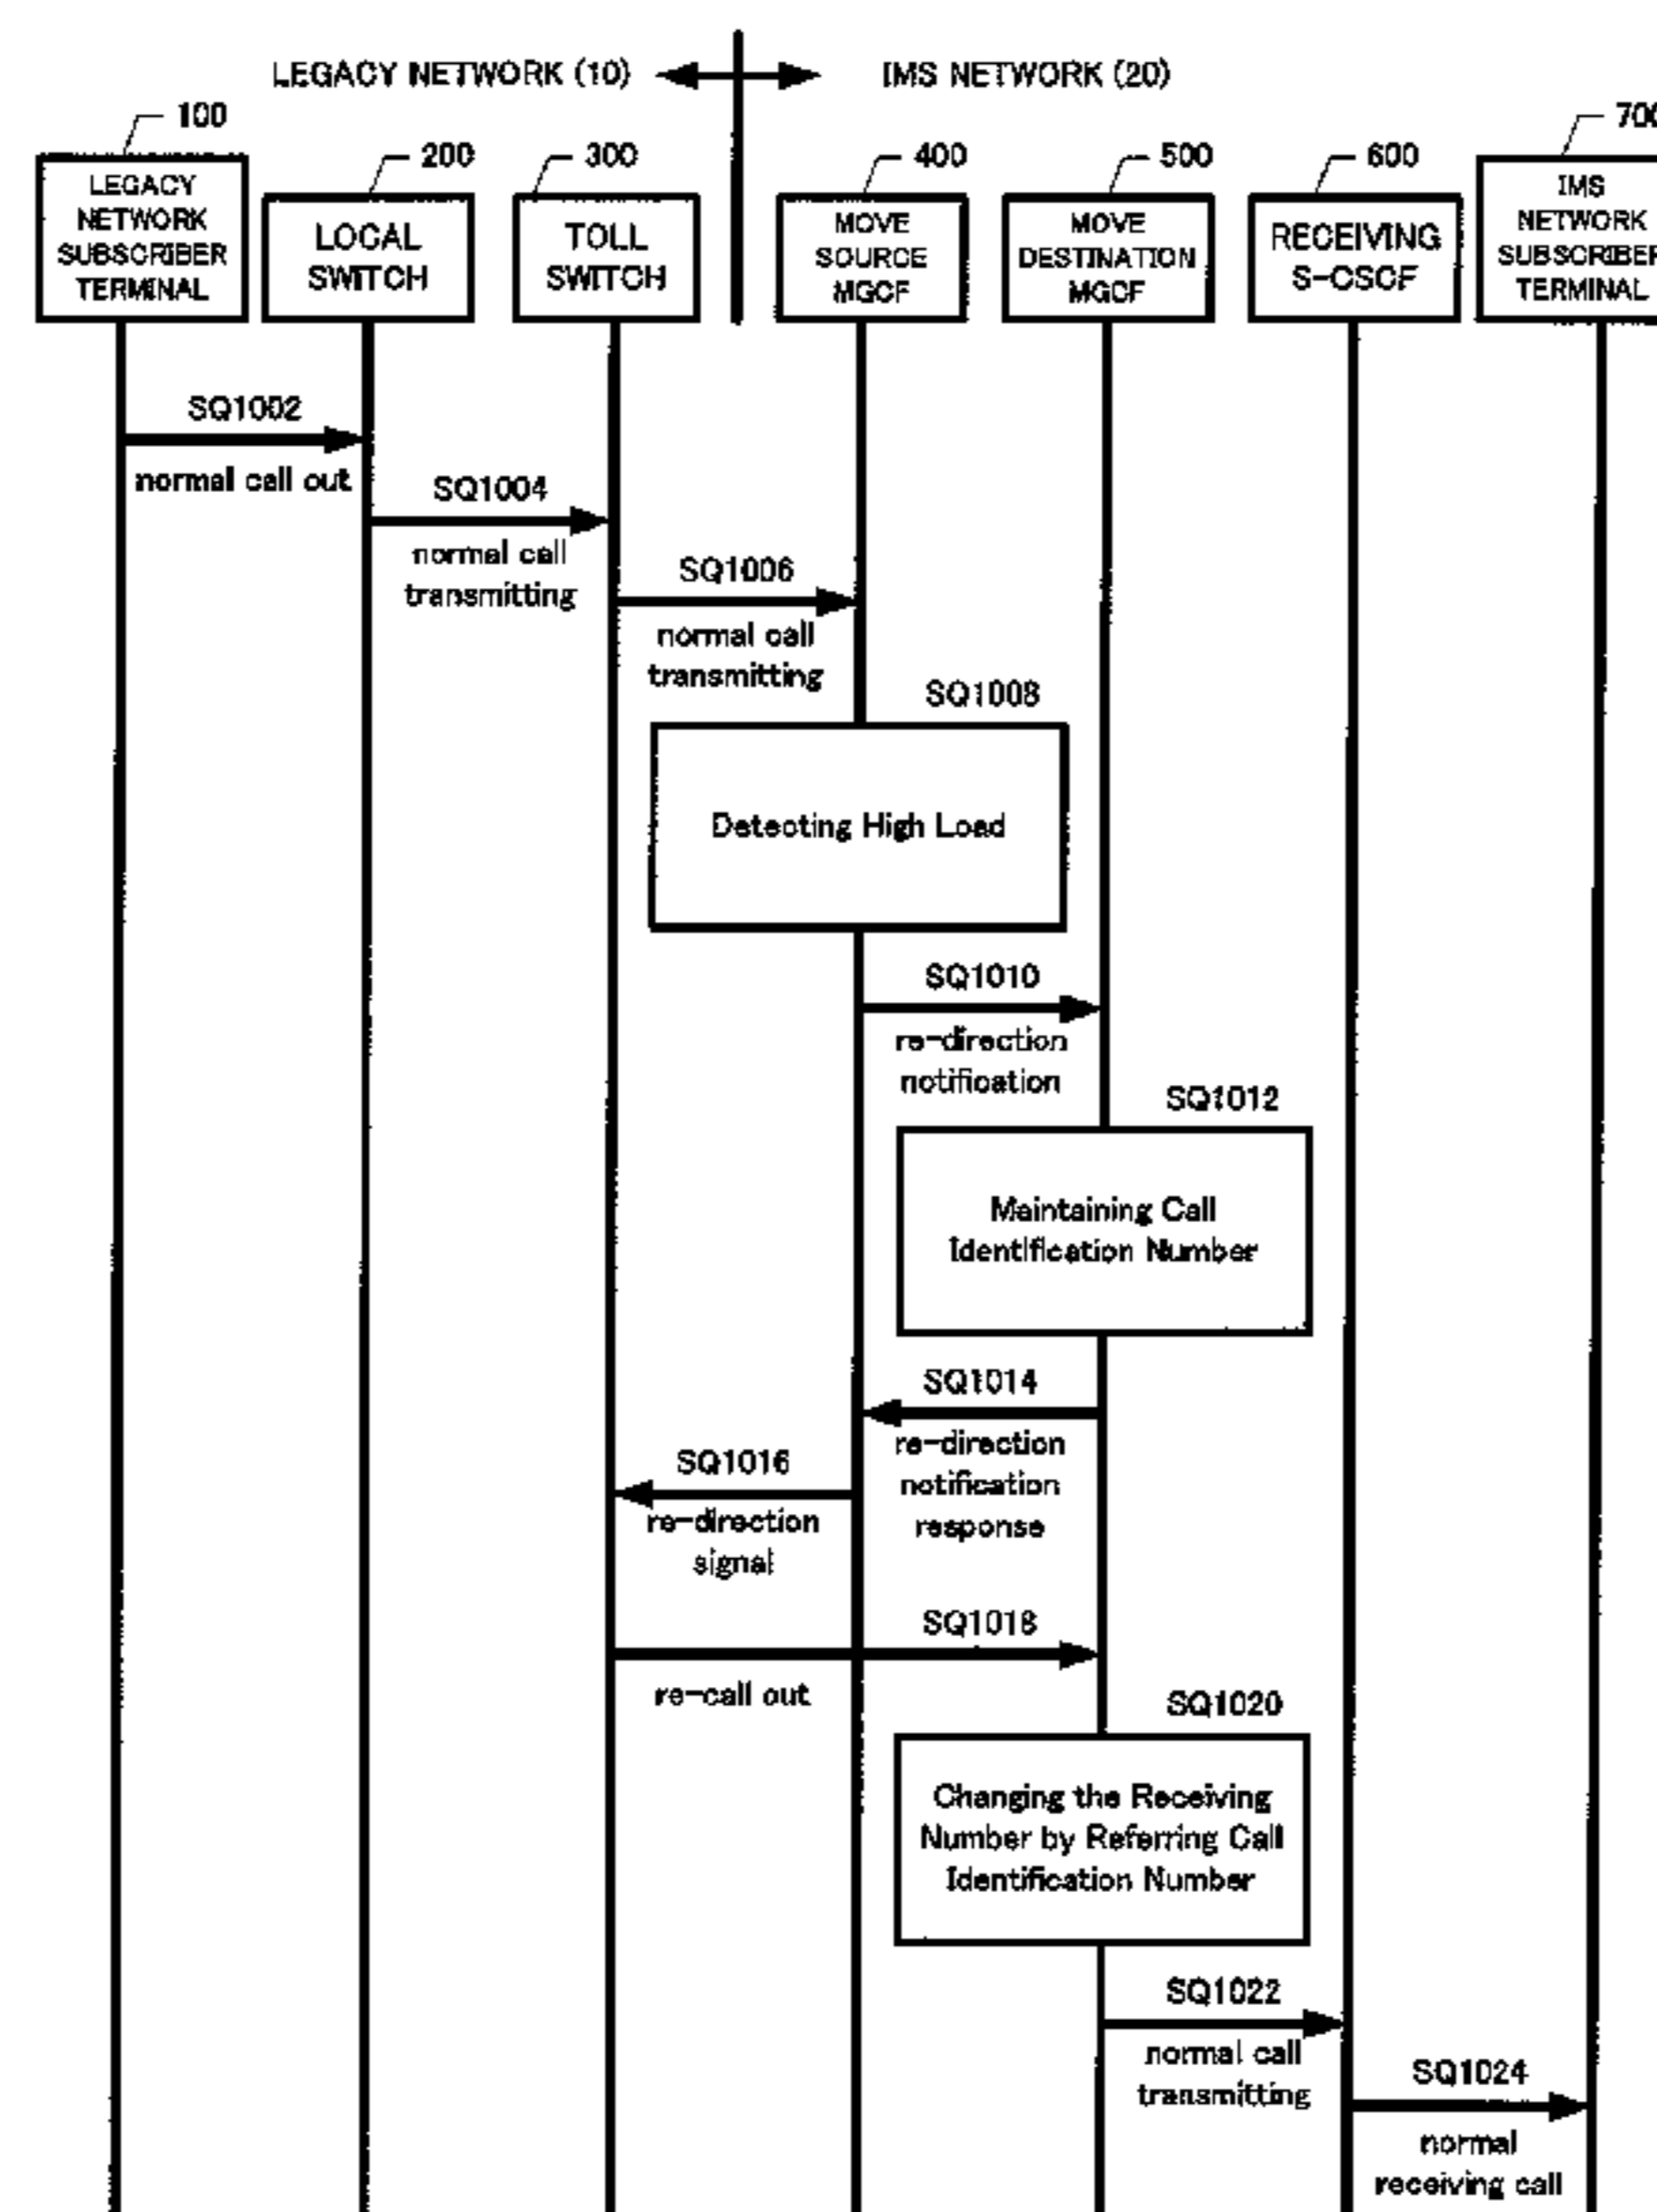 LEGACY NETWORK (10)
IMS NETWORK (20)
100
200
300
400
500
600
LEGACY
NETWORK
SUBSCRIBER
TERMINAL
LOCAL
SWITCH
TOLL
SWITCH
MOVE
SOURCE
MGCF
MOVE
DESTINATION
MGCF
RECEIVING
S-CSCF
IMS
NETWORK
SUBSCRIBER
TERMINAL
SQ1002
normal call out
SQ1004
normal call
transmitting
SQ1006
normal call
transmitting
SQ1008
Detecting High Load
SQ1010
re-direction
notification
SQ1012
Maintaining Call
Identification Number
SQ1014
re-direction
notification
response
SQ1016
re-direction
signal
SQ1018
re-call out
SQ1020
Changing the Receiving
Number by Referring Call
Identification Number
SQ1022
normal call
transmitting
SQ1024
normal
receiving call